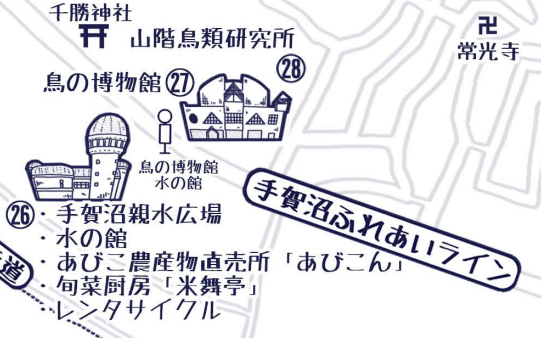 千勝神社
卍
山階鳥類研究所
常光寺
28
鳥の博物館 27
鳥の博物館
水の館
手賀沼ふれあいライン
26・手賀沼親水広場
・水の館
・あびこ農産物直売所「あびこん」
・旬菜厨房「米舞亭」
・レンタサイクル